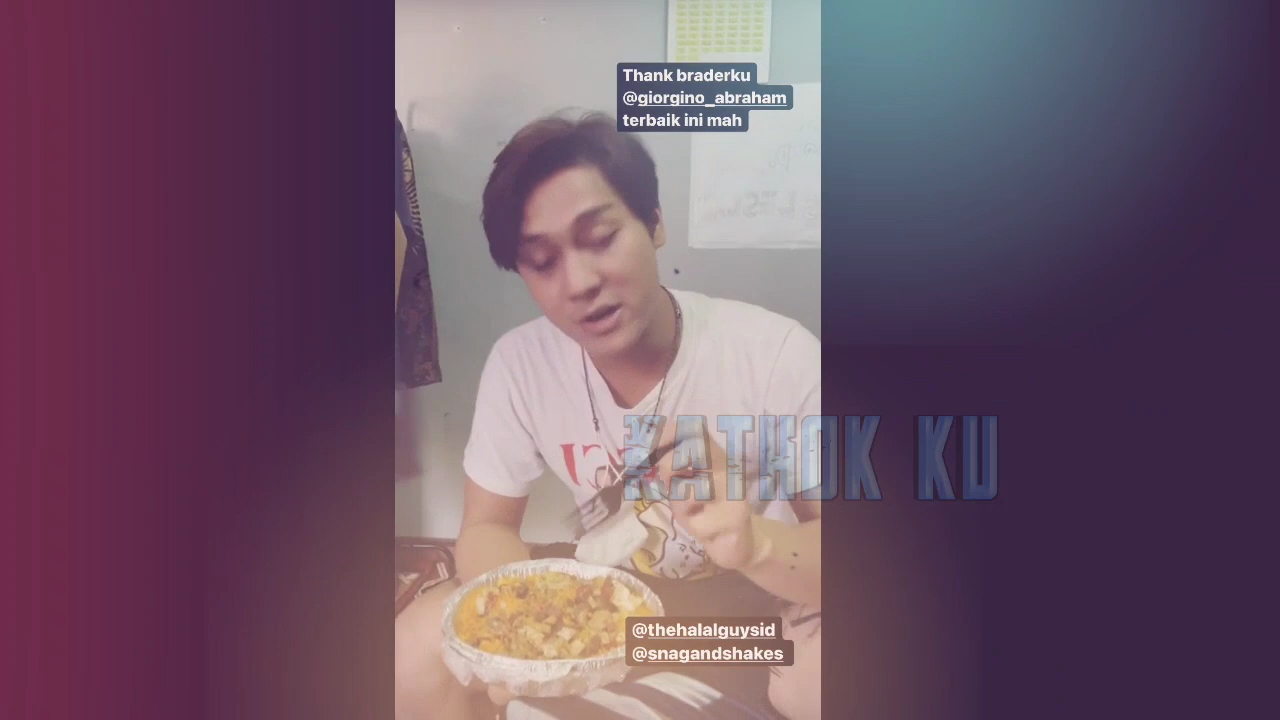 Thank braderku
@giorgino_abraham
terbaik ini mah
KATHOK KU
@thehalalguysid
@snagandshakes